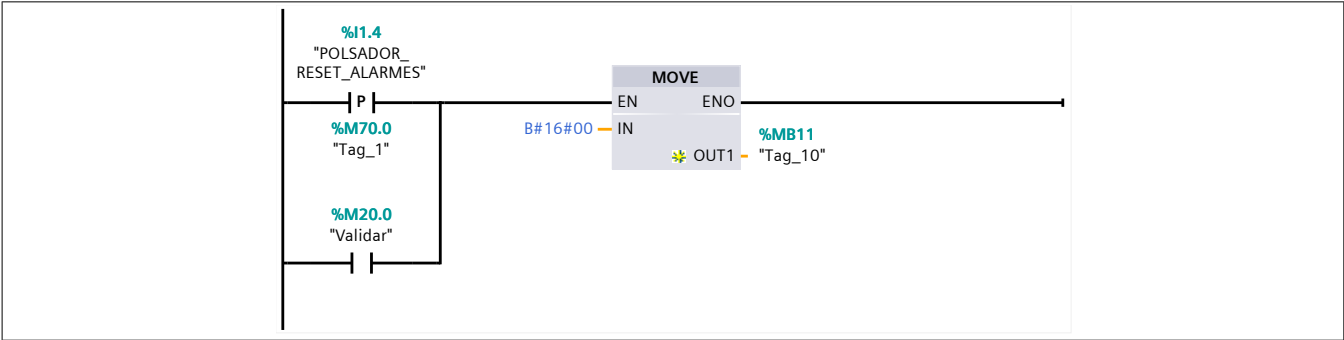 %I1.4
"POLSADOR_
RESET_ALARMES"
P
%M70.0
"Tag_1"
%M20.0
"Validar"
MOVE
EN ENO
B#16#00 IN
%MB11
OUT1 "Tag_10"